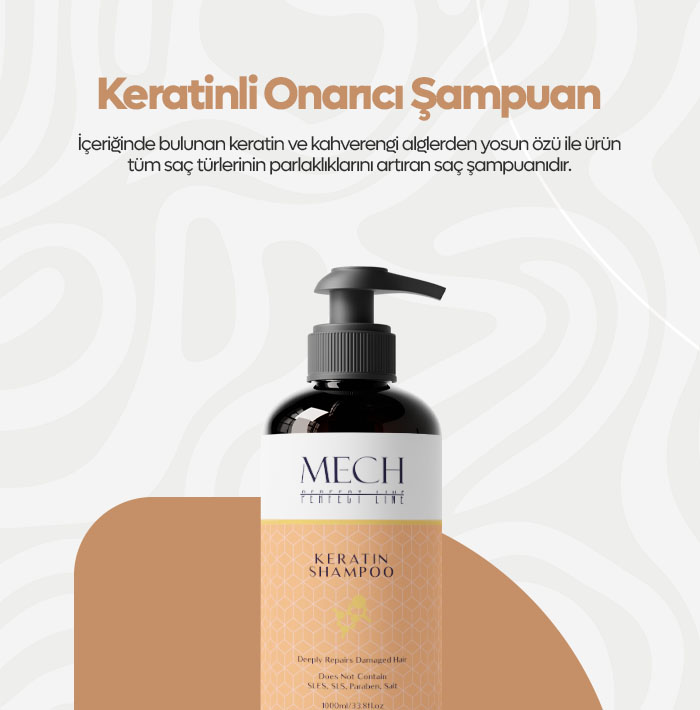 Keratinli Onarıcı Şampuan
İçeriğinde bulunan keratin ve kahverengi alglerden yosun özü ile ürün
tüm saç türlerinin parlaklıklarını artıran saç şampuanıdır.
MECH
PERFECT LINE
KERATIN
SHAMPOO
Deeply Repairs Damaged Hair
Does Not Contain
SLES, SLS, Paraben, Salt
1000ml/33.8fl.oz